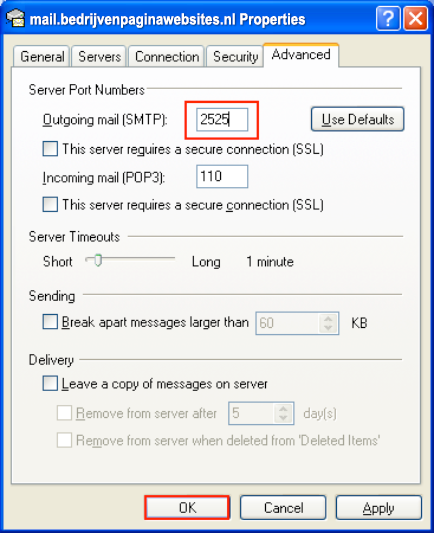 mail.bedrijvenpaginawebsites.nl Properties
General Servers Connection Security Advanced
Server Port Numbers
Outgoing mail (SMTP): 2525 Use Defaults
This server requires a secure connection (SSL)
Incoming mail (POP3): 110
This server requires a secure connection (SSL)
Server Timeouts
Short Long 1 minute
Sending
Break apart messages larger than 60 KB
Delivery
Leave a copy of messages on server
Remove from server after 5 day(s)
Remove from server when deleted from 'Deleted Items'
OK Cancel Apply